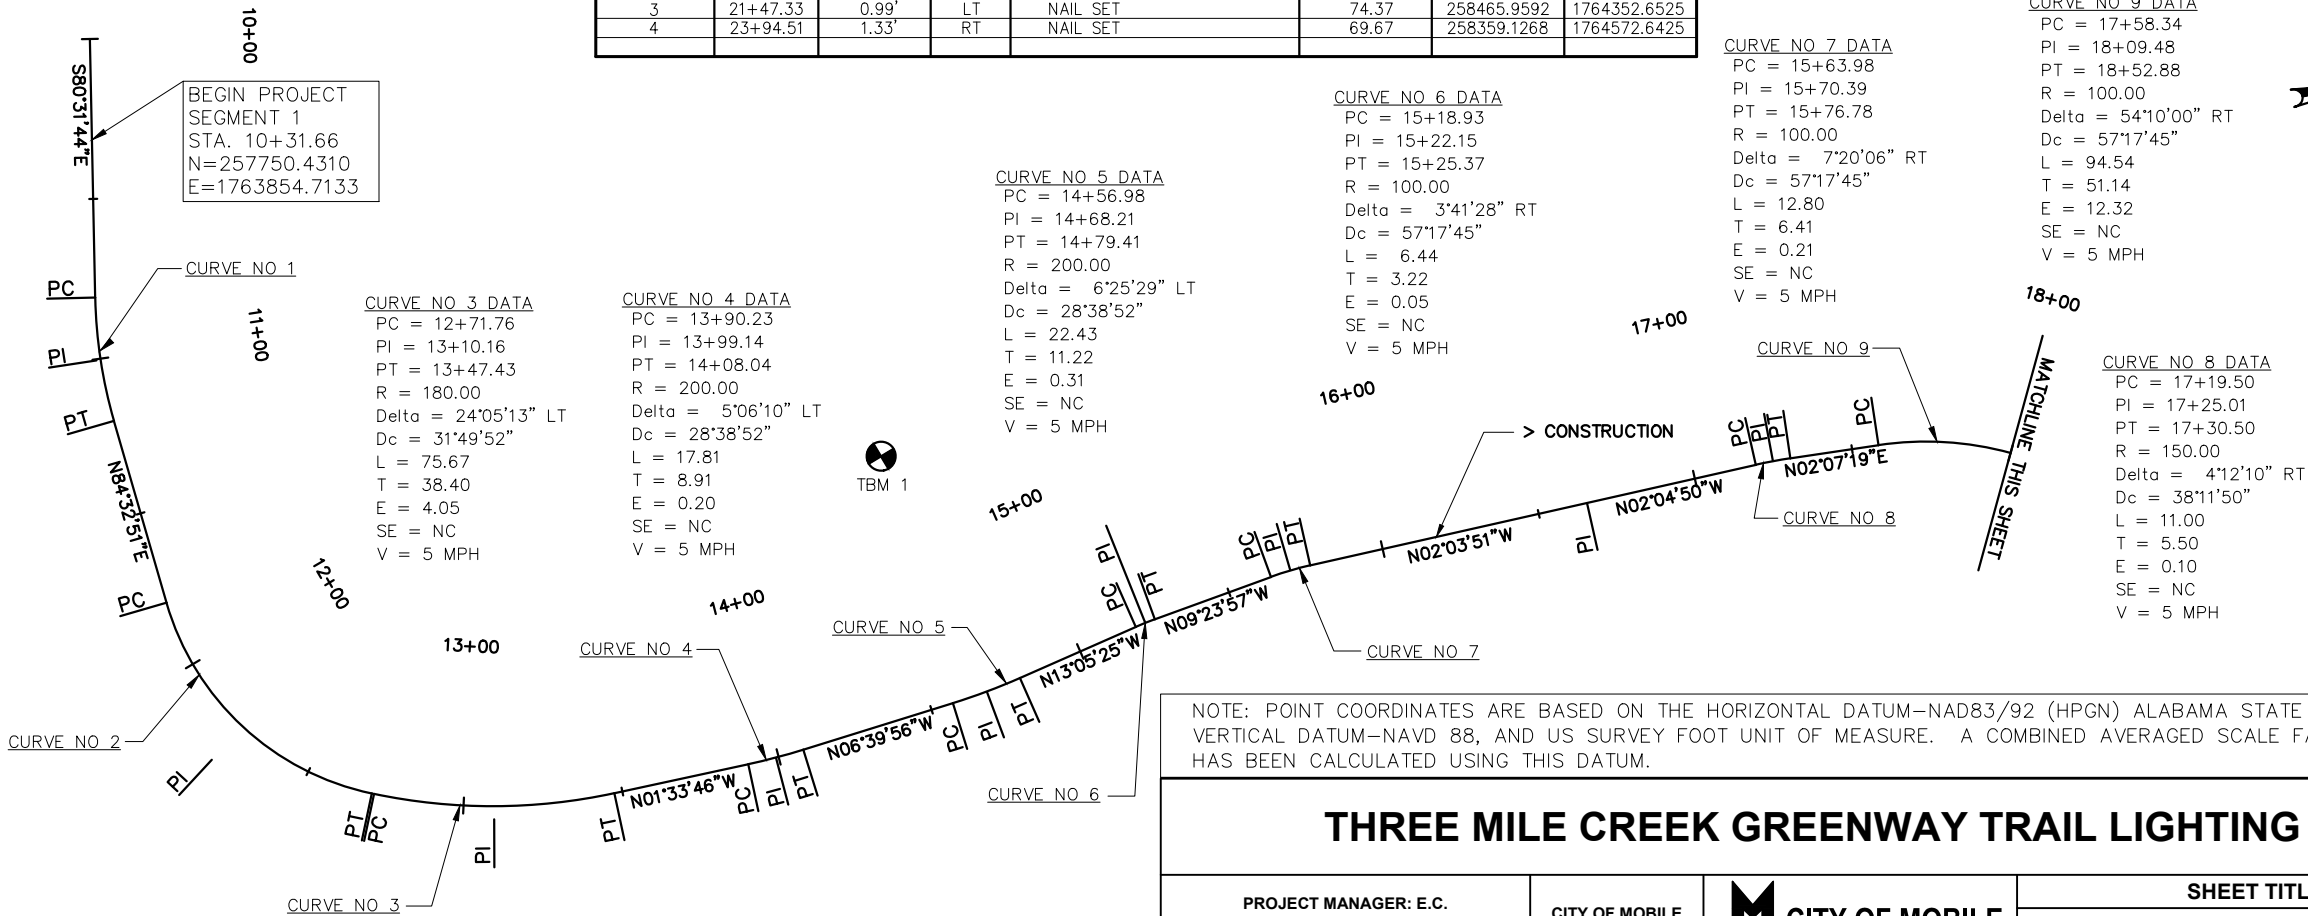 3 21+47.33 0.99' LT NAIL SET 74.37 258465.9592 1764352.6525
4 23+94.51 1.33' RT NAIL SET 69.67 258359.1268 1764572.6425
10+00
S80°31'44"E
BEGIN PROJECT
SEGMENT 1
STA. 10+31.66
N=257750.4310
E=1763854.7133
PC
CURVE NO 1
PI
PT
11+00
N84°32'51"E
PC
12+00
CURVE NO 2
PI
PT
PC
13+00
CURVE NO 3
PI
PT
CURVE NO 3 DATA
PC = 12+71.76
PI = 13+10.16
PT = 13+47.43
R = 180.00
Delta = 24°05'13" LT
Dc = 31°49'52"
L = 75.67
T = 38.40
E = 4.05
SE = NC
V = 5 MPH
CURVE NO 4 DATA
PC = 13+90.23
PI = 13+99.14
PT = 14+08.04
R = 200.00
Delta = 5°06'10" LT
Dc = 28°38'52"
L = 17.81
T = 8.91
E = 0.20
SE = NC
V = 5 MPH
TBM 1
CURVE NO 5 DATA
PC = 14+56.98
PI = 14+68.21
PT = 14+79.41
R = 200.00
Delta = 6°25'29" LT
Dc = 28°38'52"
L = 22.43
T = 11.22
E = 0.31
SE = NC
V = 5 MPH
CURVE NO 6 DATA
PC = 15+18.93
PI = 15+22.15
PT = 15+25.37
R = 100.00
Delta = 3°41'28" RT
Dc = 57°17'45"
L = 6.44
T = 3.22
E = 0.05
SE = NC
V = 5 MPH
CURVE NO 7 DATA
PC = 15+63.98
PI = 15+70.39
PT = 15+76.78
R = 100.00
Delta = 7°20'06" RT
Dc = 57°17'45"
L = 12.80
T = 6.41
E = 0.21
SE = NC
V = 5 MPH
CURVE NO 9 DATA
PC = 17+58.34
PI = 18+09.48
PT = 18+52.88
R = 100.00
Delta = 54°10'00" RT
Dc = 57°17'45"
L = 94.54
T = 51.14
E = 12.32
SE = NC
V = 5 MPH
CURVE NO 8 DATA
PC = 17+19.50
PI = 17+25.01
PT = 17+30.50
R = 150.00
Delta = 4°12'10" RT
Dc = 38°11'50"
L = 11.00
T = 5.50
E = 0.10
SE = NC
V = 5 MPH
N01°33'46"W
CURVE NO 4
14+00
PC
PI
PT
N06°39'56"W
CURVE NO 5
PC
PI
PT
15+00
N13°05'25"W
PI
PC
PT
CURVE NO 6
N09°23'57"W
PC
PI
PT
CURVE NO 7
16+00
> CONSTRUCTION
N02°03'51"W
PI
17+00
N02°04'50"W
PC
PI
PT
CURVE NO 8
N02°07'19"E
PC
CURVE NO 9
18+00
MATCHLINE THIS SHEET
NOTE: POINT COORDINATES ARE BASED ON THE HORIZONTAL DATUM-NAD83/92 (HPGN) ALABAMA STATE
VERTICAL DATUM-NAVD 88, AND US SURVEY FOOT UNIT OF MEASURE. A COMBINED AVERAGED SCALE
HAS BEEN CALCULATED USING THIS DATUM.
THREE MILE CREEK GREENWAY TRAIL LIGHTING
PROJECT MANAGER: E.C.
CITY OF MOBILE
CITY OF MOBILE
SHEET TITL